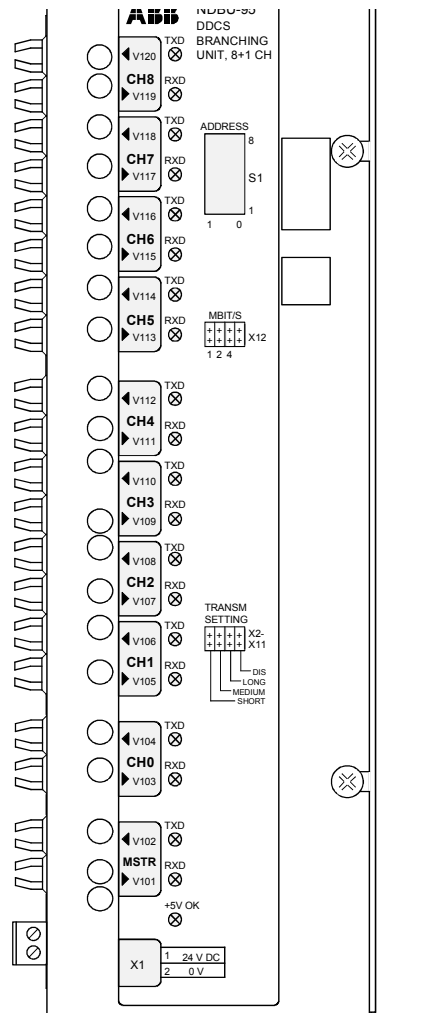 ABB
NDBU-95
DDCS
BRANCHING
UNIT, 8+1 CH
TXD
V120
CH8
RXD
V119
TXD
V118
CH7
RXD
V117
TXD
V116
CH6
RXD
V115
TXD
V114
CH5
RXD
V113
ADDRESS
8
S1
1
1 0
MBIT/S
X12
1 2 4
TXD
V112
CH4
RXD
V111
TXD
V110
CH3
RXD
V109
TXD
V108
CH2
RXD
V107
TXD
V106
CH1
RXD
V105
TRANSM
SETTING
X2-
X11
DIS
LONG
MEDIUM
SHORT
TXD
V104
CH0
RXD
V103
TXD
V102
MSTR
RXD
V101
+5V OK
X1
1 24 V DC
2 0 V